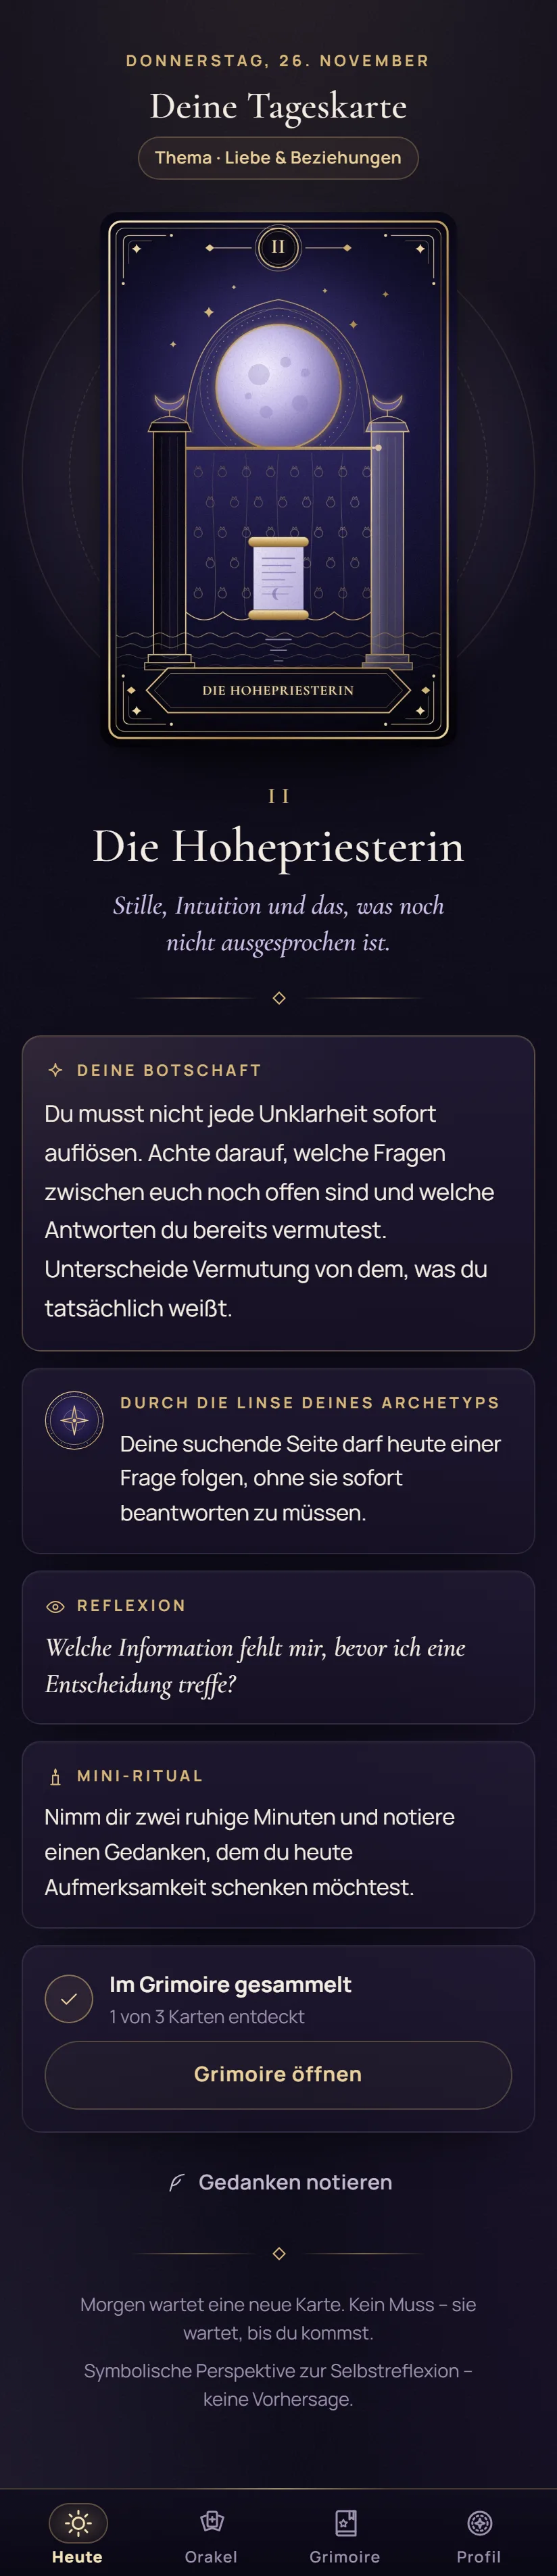 DONNERSTAG, 26. NOVEMBER
Deine Tageskarte
Thema · Liebe & Beziehungen
II
DIE HOHEPRIESTERIN
II
Die Hohepriesterin
Stille, Intuition und das, was noch
nicht ausgesprochen ist.
DEINE BOTSCHAFT
Du musst nicht jede Unklarheit sofort
auflösen. Achte darauf, welche Fragen
zwischen euch noch offen sind und welche
Antworten du bereits vermutest.
Unterscheide Vermutung von dem, was du
tatsächlich weißt.
DURCH DIE LINSE DEINES ARCHETYPS
Deine suchende Seite darf heute einer
Frage folgen, ohne sie sofort
beantworten zu müssen.
REFLEXION
Welche Information fehlt mir, bevor ich eine
Entscheidung treffe?
MINI-RITUAL
Nimm dir zwei ruhige Minuten und notiere
einen Gedanken, dem du heute
Aufmerksamkeit schenken möchtest.
Im Grimoire gesammelt
1 von 3 Karten entdeckt
Grimoire öffnen
Gedanken notieren
Morgen wartet eine neue Karte. Kein Muss – sie
wartet, bis du kommst.
Symbolische Perspektive zur Selbstreflexion –
keine Vorhersage.
Heute
Orakel
Grimoire
Profil